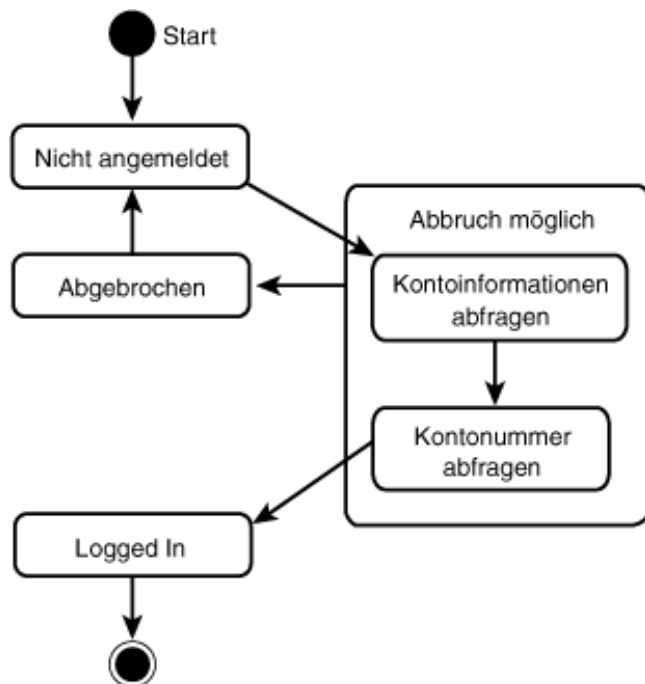 Start
Nicht angemeldet
Abbruch möglich
Abgebrochen
Kontoinformationen
abfragen
Kontonummer
abfragen
Logged In